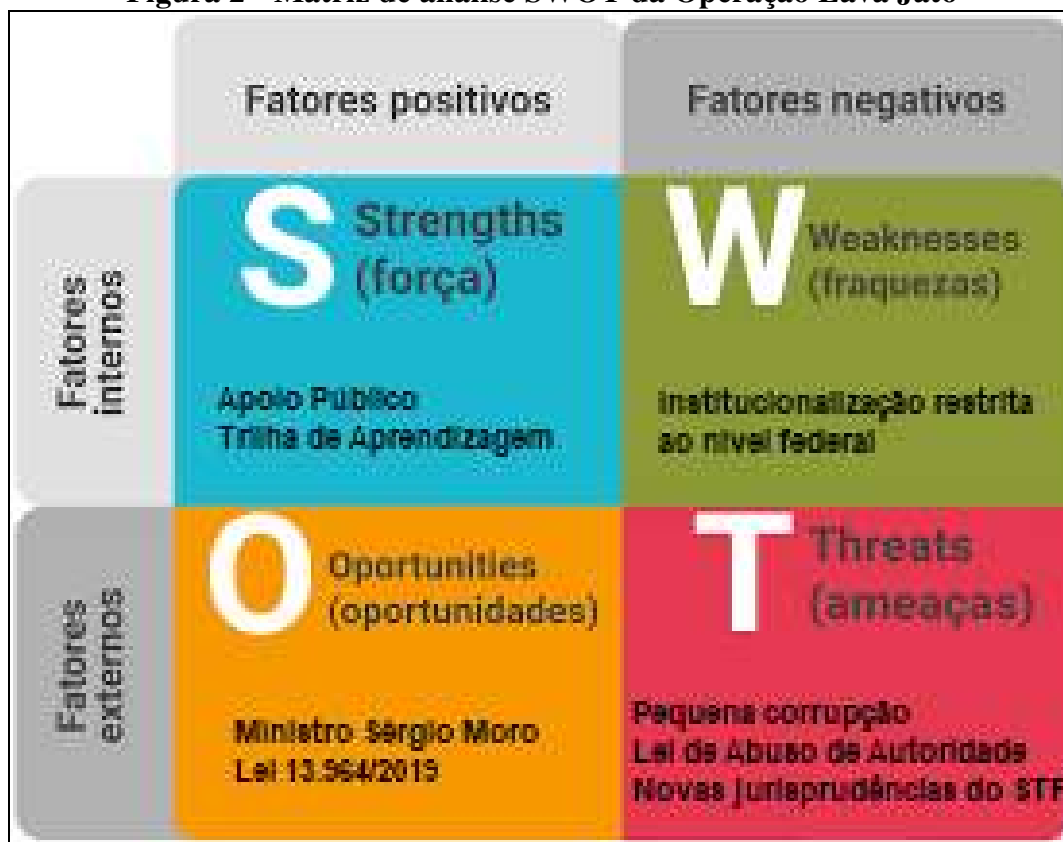 Figura 2 - Matriz de análise SWOT da Operação Lava Jato
Fatores positivos
Fatores negativos
Fatores
internos
S
Strengths
(força)
Apoio Público
Trilha de Aprendizagem
W
Weaknesses
(fraquezas)
Institucionalização restrita
ao nível federal
Fatores
externos
O
Oportunities
(oportunidades)
Ministro Sérgio Moro
Lei 13.964/2019
T
Threats
(ameaças)
Pequena corrupção
Lei de Abuso de Autoridade
Novas jurisprudências do STF